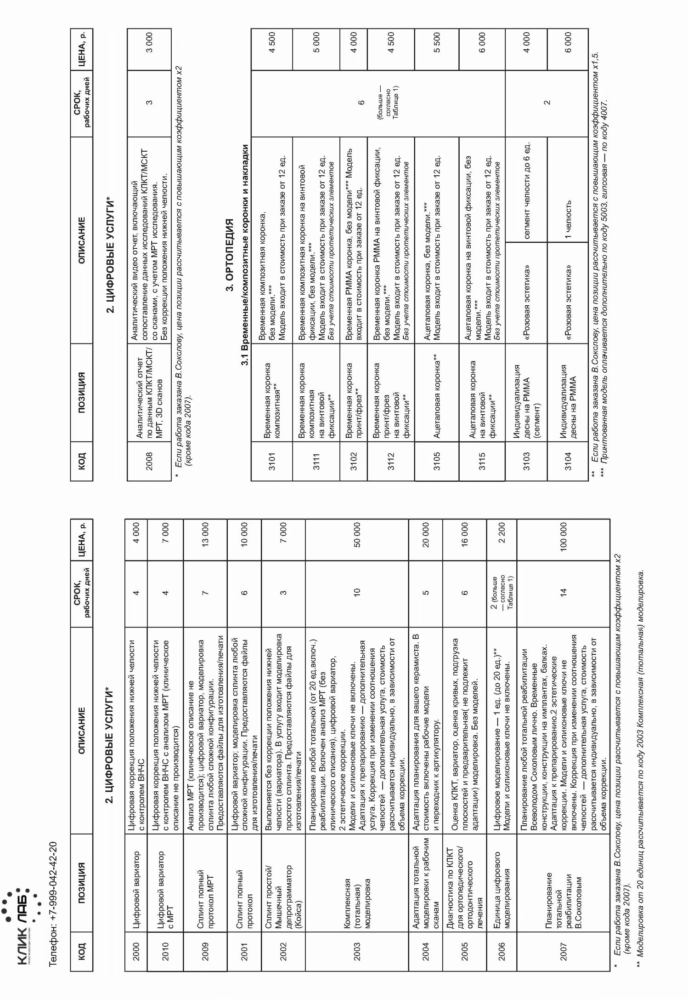 КЛИК ЛАБ
ПРОЕКТ ВСЕВОЛОДА СОКОЛОВА
Телефон: +7-999-042-42-20
КОД ПОЗИЦИЯ ОПИСАНИЕ СРОК, рабочих дней ЦЕНА, р.
2. ЦИФРОВЫЕ УСЛУГИ*
2000 Цифровой вариатор
Цифровая коррекция положения нижней челюсти
с контролем ВНЧС
4 4 000
2010 Цифровой вариатор
с МРТ
Цифровая коррекция положения нижней челюсти
с контролем ВНЧС с анализом МРТ (клиническое
описание не производится)
4 7 000
2009 Сплинт полный
протокол МРТ
Анализ МРТ (клиническое описание не
производится); цифровой вариатор, моделировка
сплинта любой сложной конфигурации.
Предоставляются файлы для изготовления/печати
7 13 000
2001 Сплинт полный
протокол
Цифровой вариатор; моделировка сплинта любой
сложной конфигурации. Предоставляются файлы
для изготовления/печати
6 10 000
2002 Сплинт простой/
Мышечный
депрограмматор
(Койса)
Выполняется без коррекции положения нижней
челюсти (вариатора). В услугу входит моделировка
простого сплинта. Предоставляются файлы для
изготовления/печати
3 7 000
2003 Комплексная
(тотальная)
моделировка
Планирование любой тотальной (от 20 ед.включ.)
реабилитации. Включен анализ МРТ (без
клинического описания), цифровой вариатор,
2 эстетические коррекции.
Модели и силиконовые ключи не включены.
Адаптация к препарированию — дополнительная
услуга. Коррекция при изменении соотношения
челюстей — дополнительная услуга, стоимость
рассчитывается индивидуально, в зависимости от
объема коррекции.
10 50 000
2004 Адаптация тотальной
моделировки к рабочим
сканам
Адаптация планирования для вашего керамиста. В
стоимость включены рабочие модели
и переходник к артикулятору.
5 20 000
2005 Диагностика по КЛКТ
для ортопедического/
ортодонтического
лечения
Оценка КЛКТ, вариатор, оценка кривых, подгрузка
плоскостей и предварительная( не подлежит
адаптации) моделировка. Без моделей.
6 16 000
2006 Единица цифрового
моделирования
Цифровое моделирование — 1 ед. (до 20 ед.)**
Модели и силиконовые ключи не включены.
2 (больше
— согласно
Таблице 1)
2 200
2007 Планирование
тотальной
реабилитации
В.Соколовым
Планирование любой тотальной реабилитации
Всеволодом Соколовым лично. Временные
конструкции, конструкции на имплантах, балках.
Адаптация к препарированию.2 эстетические
коррекции. Модели и силиконовые ключи не
включены. Коррекция при изменении соотношения
челюстей — дополнительная услуга, стоимость
рассчитывается индивидуально, в зависимости от
объема коррекции.
14 100 000
* Если работа заказана В.Соколову, цена позиции рассчитывается с повышающим коэффициентом х2
(кроме кода 2007).
** Моделировка от 20 единиц рассчитывается по коду 2003 Комплексная (тотальная) моделировка.
КОД ПОЗИЦИЯ ОПИСАНИЕ СРОК, рабочих дней ЦЕНА, р.
2. ЦИФРОВЫЕ УСЛУГИ*
2008 Аналитический отчет
по данным КЛКТ/МСКТ/
МРТ, 3D сканов
Аналитический видео отчет, включающий
сопоставление данных исследований КЛКТ/МСКТ
со сканами, с учетом МРТ исследования.
Без коррекции положения нижней челюсти.
3 3 000
* Если работа заказана В.Соколову, цена позиции рассчитывается с повышающим коэффициентом х2
(кроме кода 2007).
3. ОРТОПЕДИЯ
3.1 Временные/композитные коронки и накладки
3101 Временная коронка
композитная**
Временная композитная коронка,
без модели.***
Модель входит в стоимость при заказе от 12 ед.
4 500
3111 Временная коронка
композитная
на винтовой
фиксации**
Временная композитная коронка на винтовой
фиксации, без модели.***
Модель входит в стоимость при заказе от 12 ед.
Без учета стоимости протетических элементов
5 000
3102 Временная коронка
принт/фрез**
Временная PMMA коронка, без модели*** Модель
входит в стоимость при заказе от 12 ед.
4 000
3112 Временная коронка
принт/фрез
на винтовой
фиксации**
Временная коронка PMMA на винтовой фиксации,
без модели.***
Модель входит в стоимость при заказе от 12 ед.
Без учета стоимости протетических элементов
6
(больше —
согласно
Таблице 1)
4 500
3105 Ацеталовая коронка**
Ацеталовая коронка, без модели.***
Модель входит в стоимость при заказе от 12 ед.
5 500
3115 Ацеталовая коронка
на винтовой
фиксации**
Ацеталовая коронка на винтовой фиксации, без
модели.***
Модель входит в стоимость при заказе от 12 ед.
Без учета стоимости протетических элементов
6 000
3103 Индивидуализация
десны на PMMA
(сегмент)
«Розовая эстетика» сегмент челюсти до 6 ед.
2
4 000
3104 Индивидуализация
десны на PMMA
«Розовая эстетика» 1 челюсть
6 000
** Если работа заказана В.Соколову, цена позиции рассчитывается с повышающим коэффициентом х1,5.
*** Принтованная модель оплачивается дополнительно по коду 5003, гипсовая — по коду 4007.